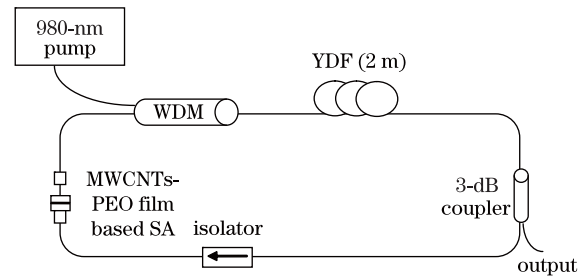 980-nm
pump
WDM
YDF (2 m)
MWCNTs-
PEO film
based SA
isolator
3-dB
coupler
output